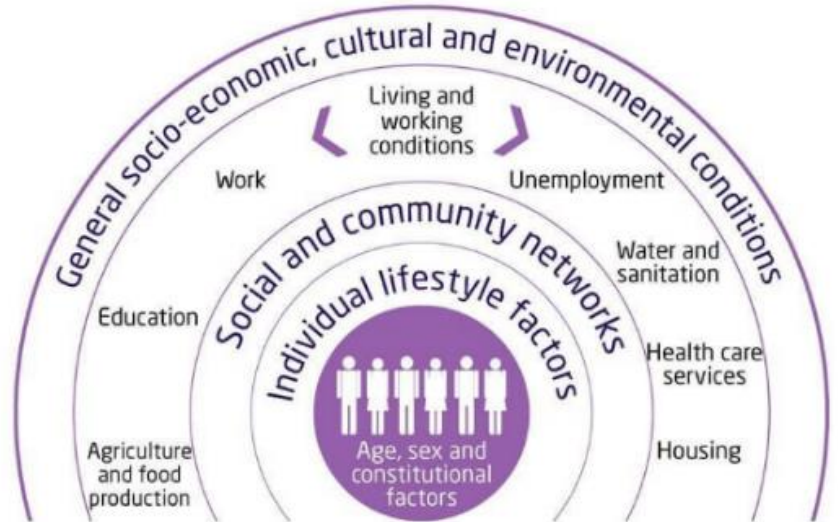 General socio-economic, cultural and environmental conditions
Living and
working
conditions
Work
Unemployment
Social and community networks
Water and
sanitation
Individual lifestyle factors
Education
Health care
services
Agriculture
and food
production
Housing
Age, sex and
constitutional
factors